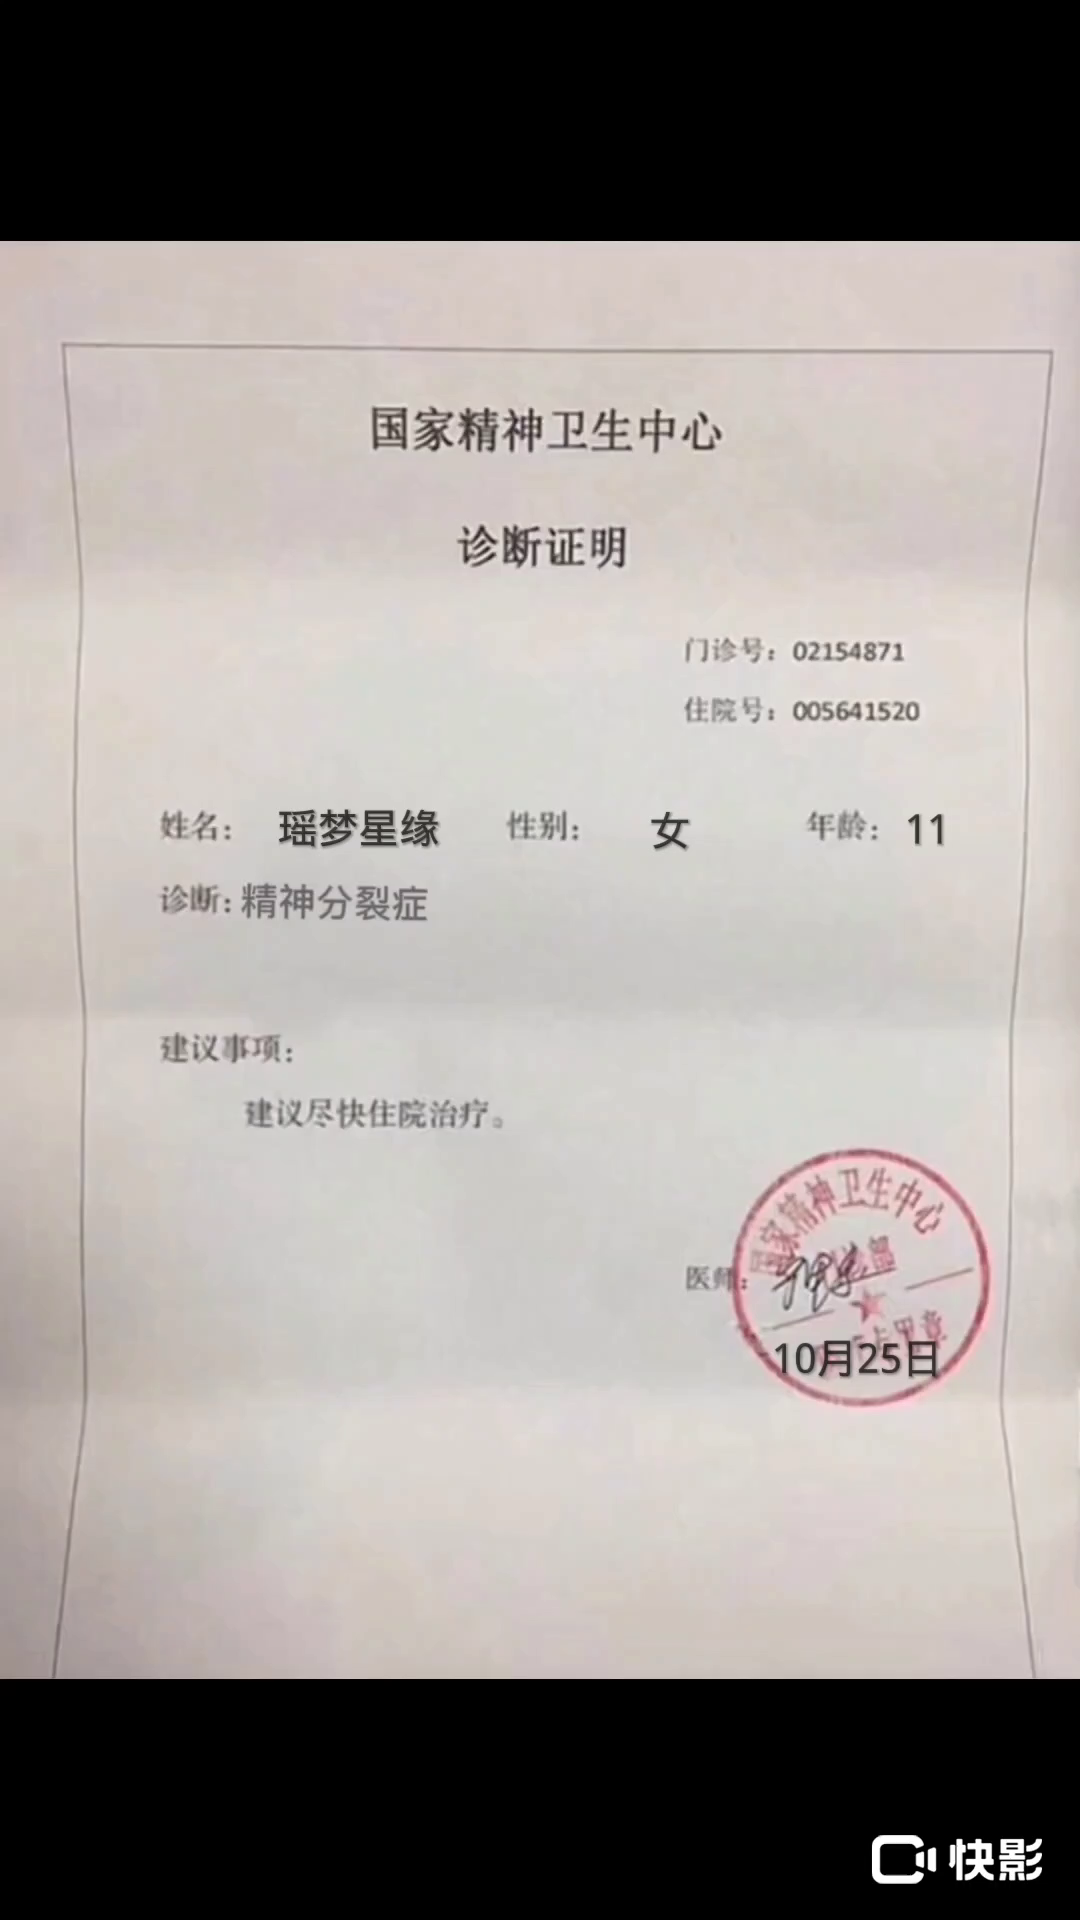 国家精神卫生中心
诊断证明
门诊号：02154871
住院号：005641520
姓名： 瑶梦星缘 性别： 女 年龄：11
诊断:精神分裂症
建议事项：
建议尽快住院治疗。
国家精神卫生中心
医师：
10月25日
快影